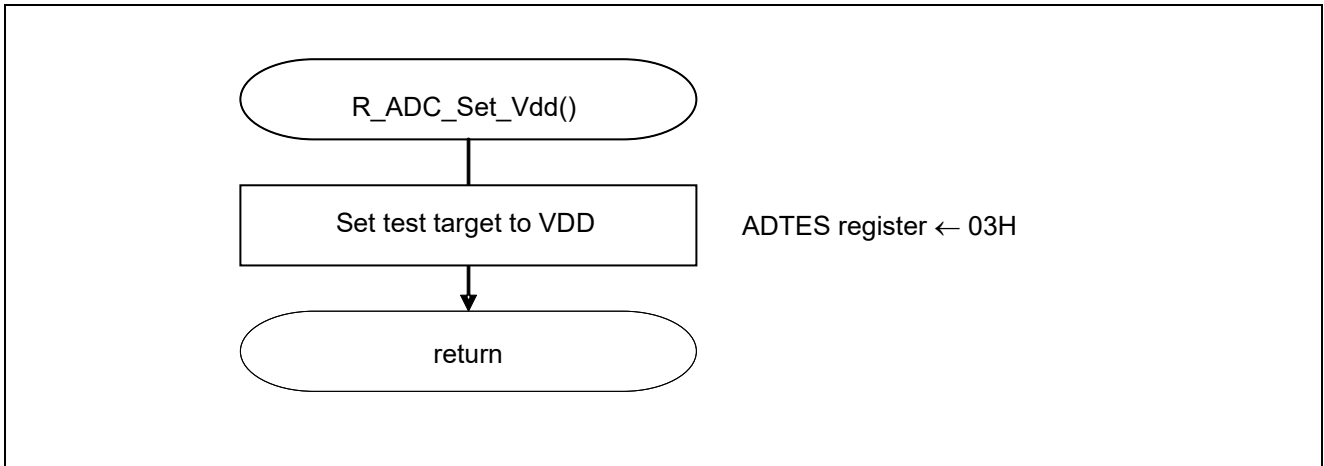 R_ADC_Set_Vdd()
Set test target to VDD
ADTES register ← 03H
return